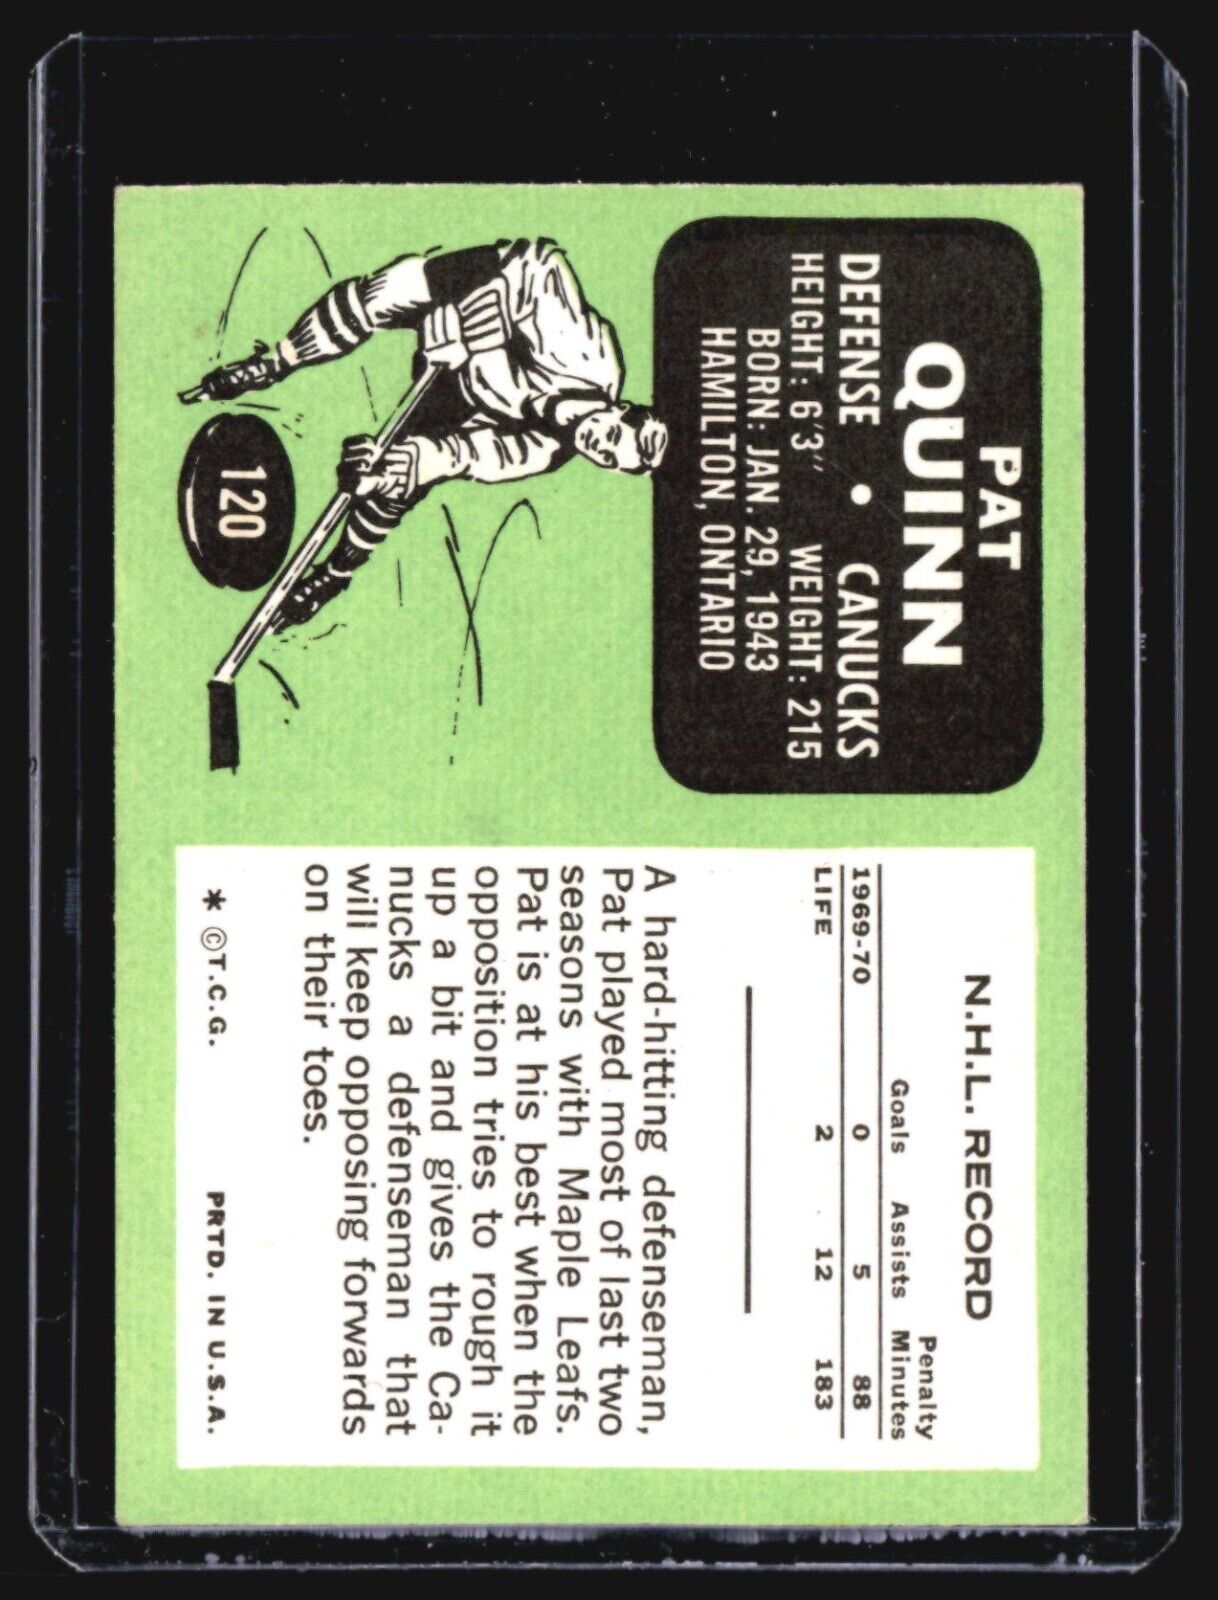 PAT
QUINN
DEFENSE • CANUCKS
HEIGHT: 6'3" WEIGHT: 215
BORN: JAN. 29, 1943
HAMILTON, ONTARIO
120
N.H.L. RECORD
Goals Assists Penalty Minutes
1969-70 0 5 88
LIFE 2 12 183
A hard-hitting defenseman,
Pat played most of last two
seasons with Maple Leafs.
Pat is at his best when the
opposition tries to rough it
up a bit and gives the Ca-
nucks a defenseman that
will keep opposing forwards
on their toes.
* ©T.C.G. PRTD. IN U.S.A.